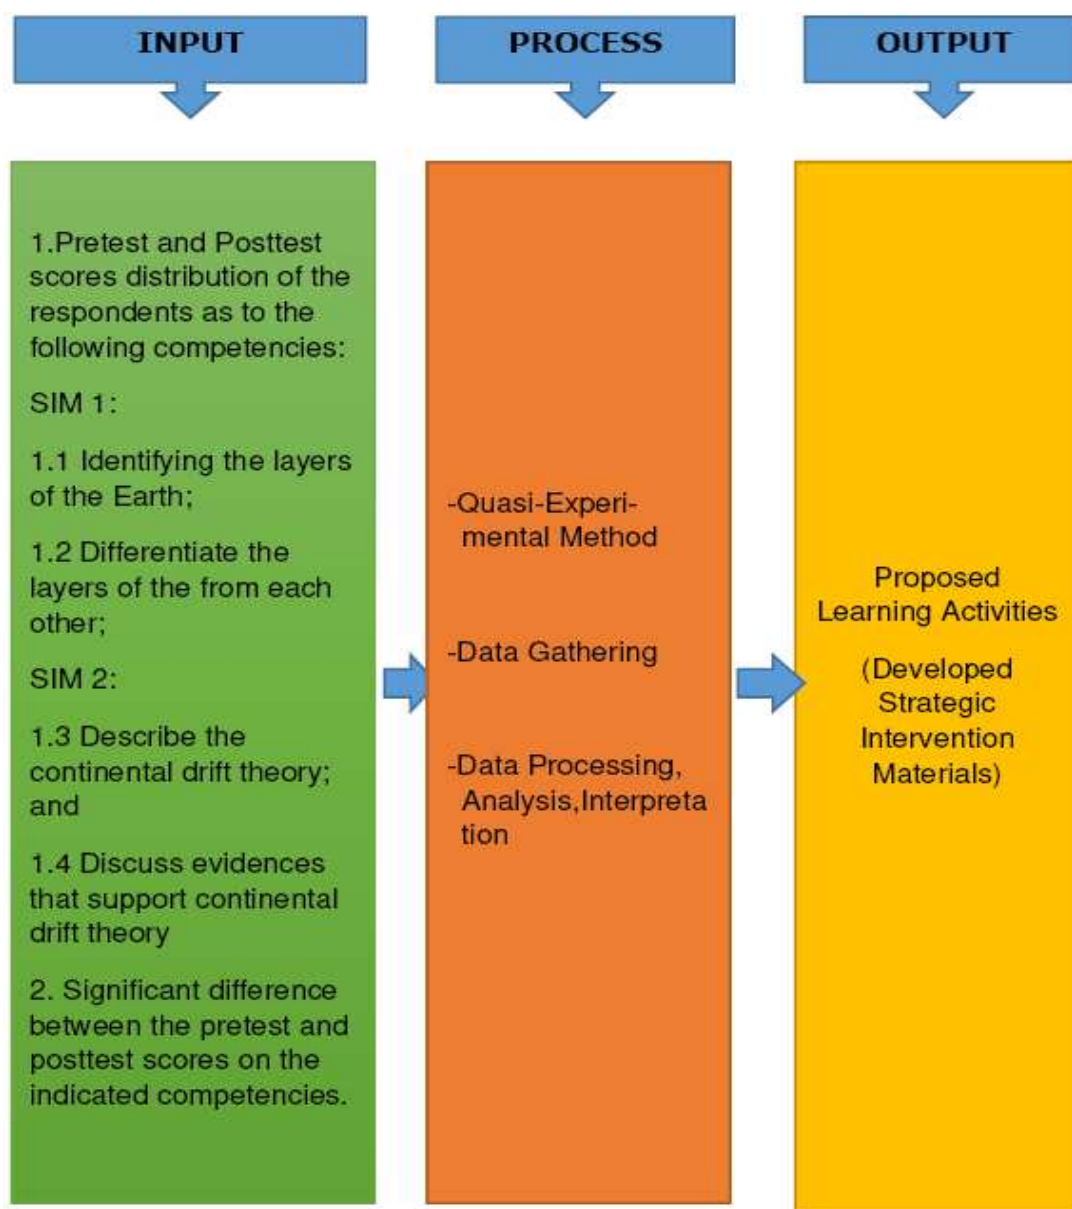 INPUT
PROCESS
OUTPUT
1.Pretest and Posttest
scores distribution of the
respondents as to the
following competencies:
SIM 1:
1.1 Identifying the layers
of the Earth;
1.2 Differentiate the
layers of the from each
other;
SIM 2:
1.3 Describe the
continental drift theory;
and
1.4 Discuss evidences
that support continental
drift theory
2. Significant difference
between the pretest and
posttest scores on the
indicated competencies.
-Quasi-Experi-
mental Method
-Data Gathering
-Data Processing,
Analysis,Interpreta
tion
Proposed
Learning Activities
(Developed
Strategic
Intervention
Materials)